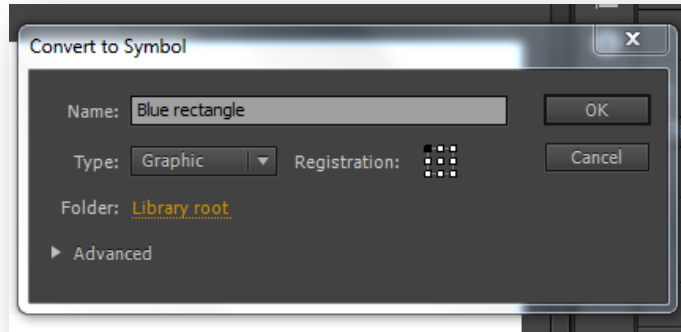 Convert to Symbol
X
Name: Blue rectangle
OK
Type: Graphic
Registration:
Cancel
Folder: Library root
Advanced